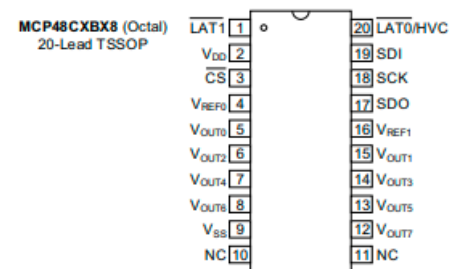 MCP48CXBX8 (Octal)
20-Lead TSSOP
LAT1 1
VDD 2
CS 3
VREF0 4
VOUT0 5
VOUT2 6
VOUT4 7
VOUT6 8
VSS 9
NC 10
20 LAT0/HVC
19 SDI
18 SCK
17 SDO
16 VREF1
15 VOUT1
14 VOUT3
13 VOUT5
12 VOUT7
11 NC